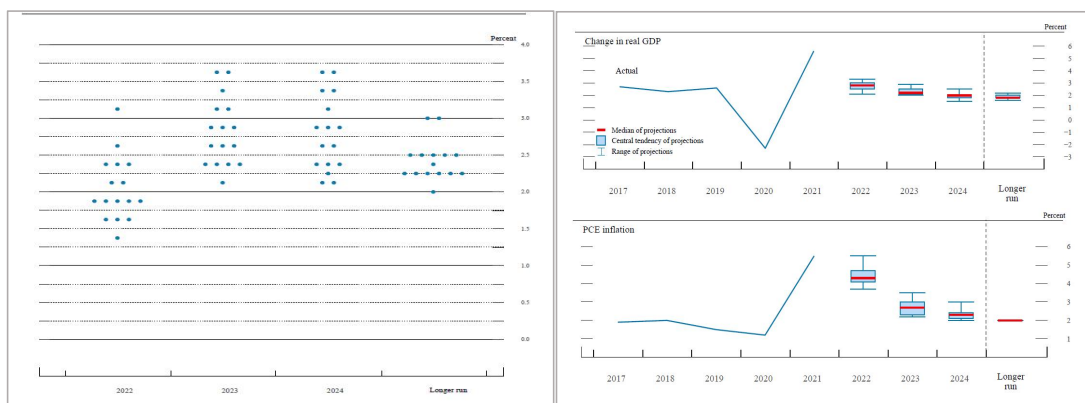 Percent
4.0
3.5
3.0
2.5
2.0
1.5
1.0
0.5
0.0
2022 2023 2024 Longer run
Percent
Change in real GDP
6
5
4
3
2
1
0
−1
−2
−3
Actual
Median of projections
Central tendency of projections
Range of projections
2017 2018 2019 2020 2021 2022 2023 2024 Longer
run
Percent
PCE inflation
6
5
4
3
2
1
2017 2018 2019 2020 2021 2022 2023 2024 Longer
run